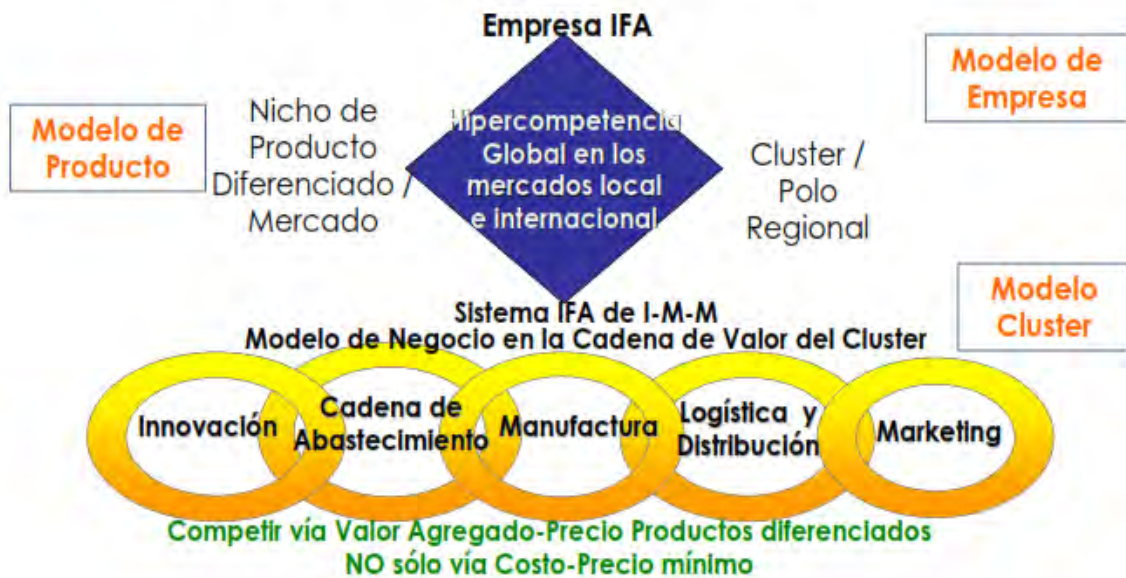 Empresa IFA
Modelo de
Empresa
Modelo de
Producto
Nicho de
Producto
Diferenciado /
Mercado
Hipercompetencia
Global en los
mercados local
e internacional
Cluster /
Polo
Regional
Modelo
Cluster
Sistema IFA de I-M-M
Modelo de Negocio en la Cadena de Valor del Cluster
Innovación
Cadena de
Abastecimiento
Manufactura
Logística y
Distribución
Marketing
Competir vía Valor Agregado-Precio Productos diferenciados
NO sólo vía Costo-Precio mínimo